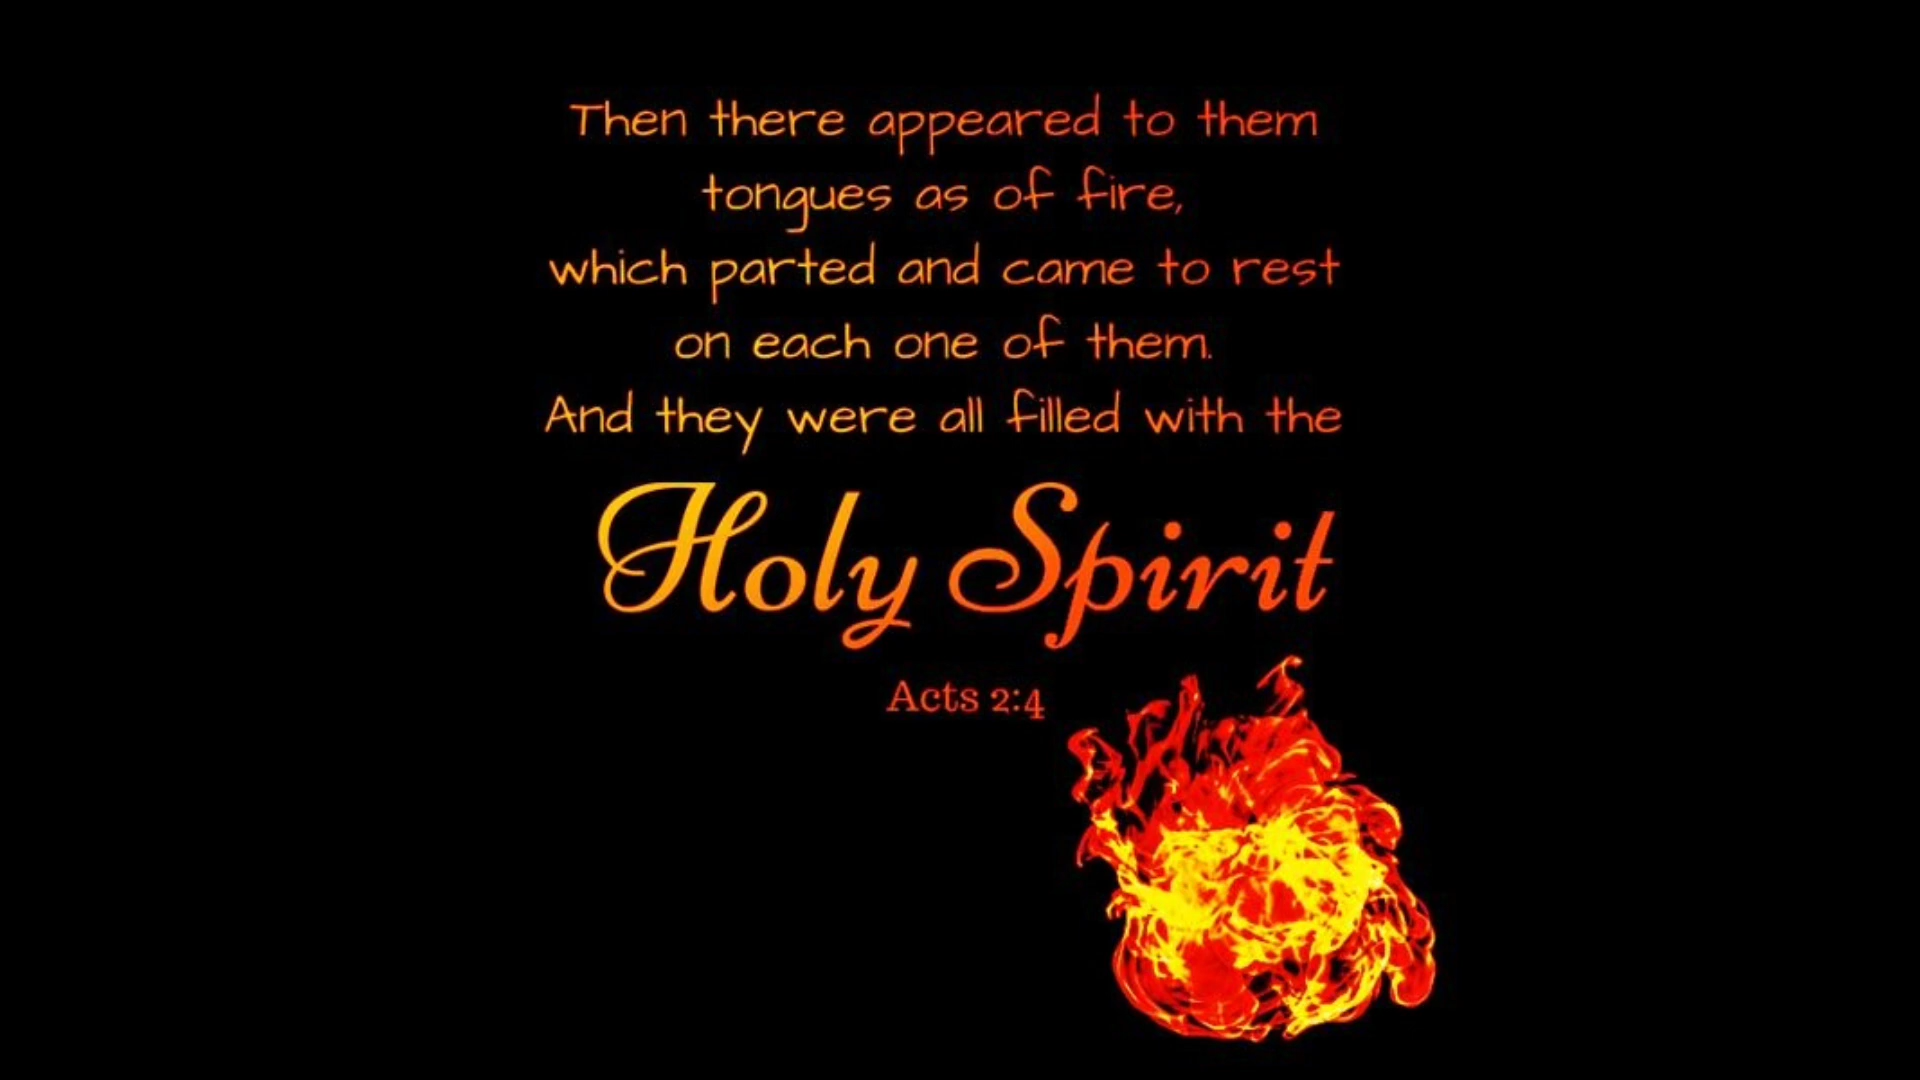 Then there appeared to them
tongues as of fire,
which parted and came to rest
on each one of them.
And they were all filled with the
Holy Spirit
Acts 2:4